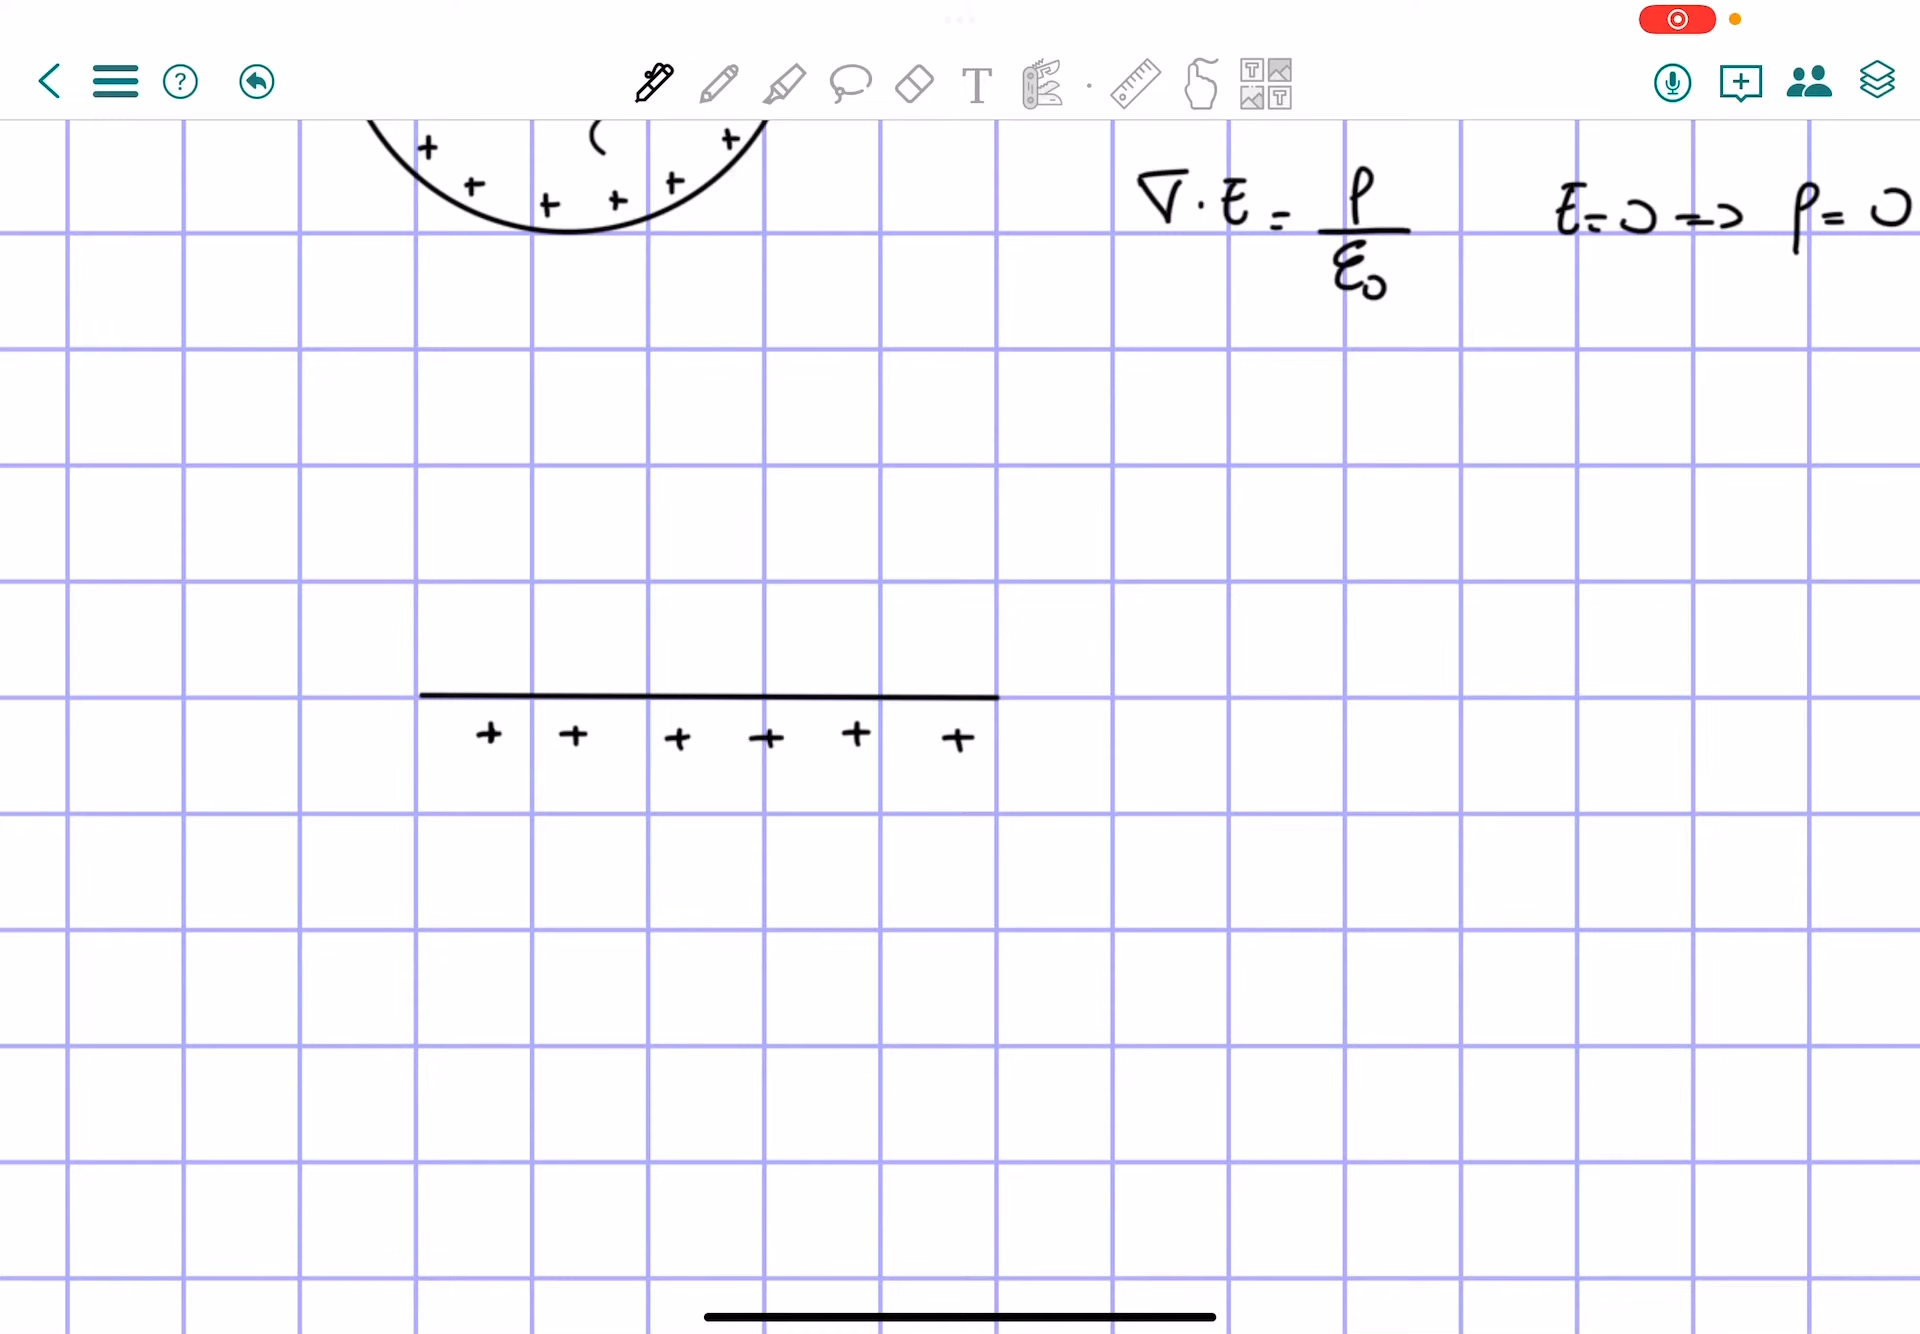 + + + + + +
∇ · E = ρ / ε₀
E = 0 => ρ = 0
+ + + + + +